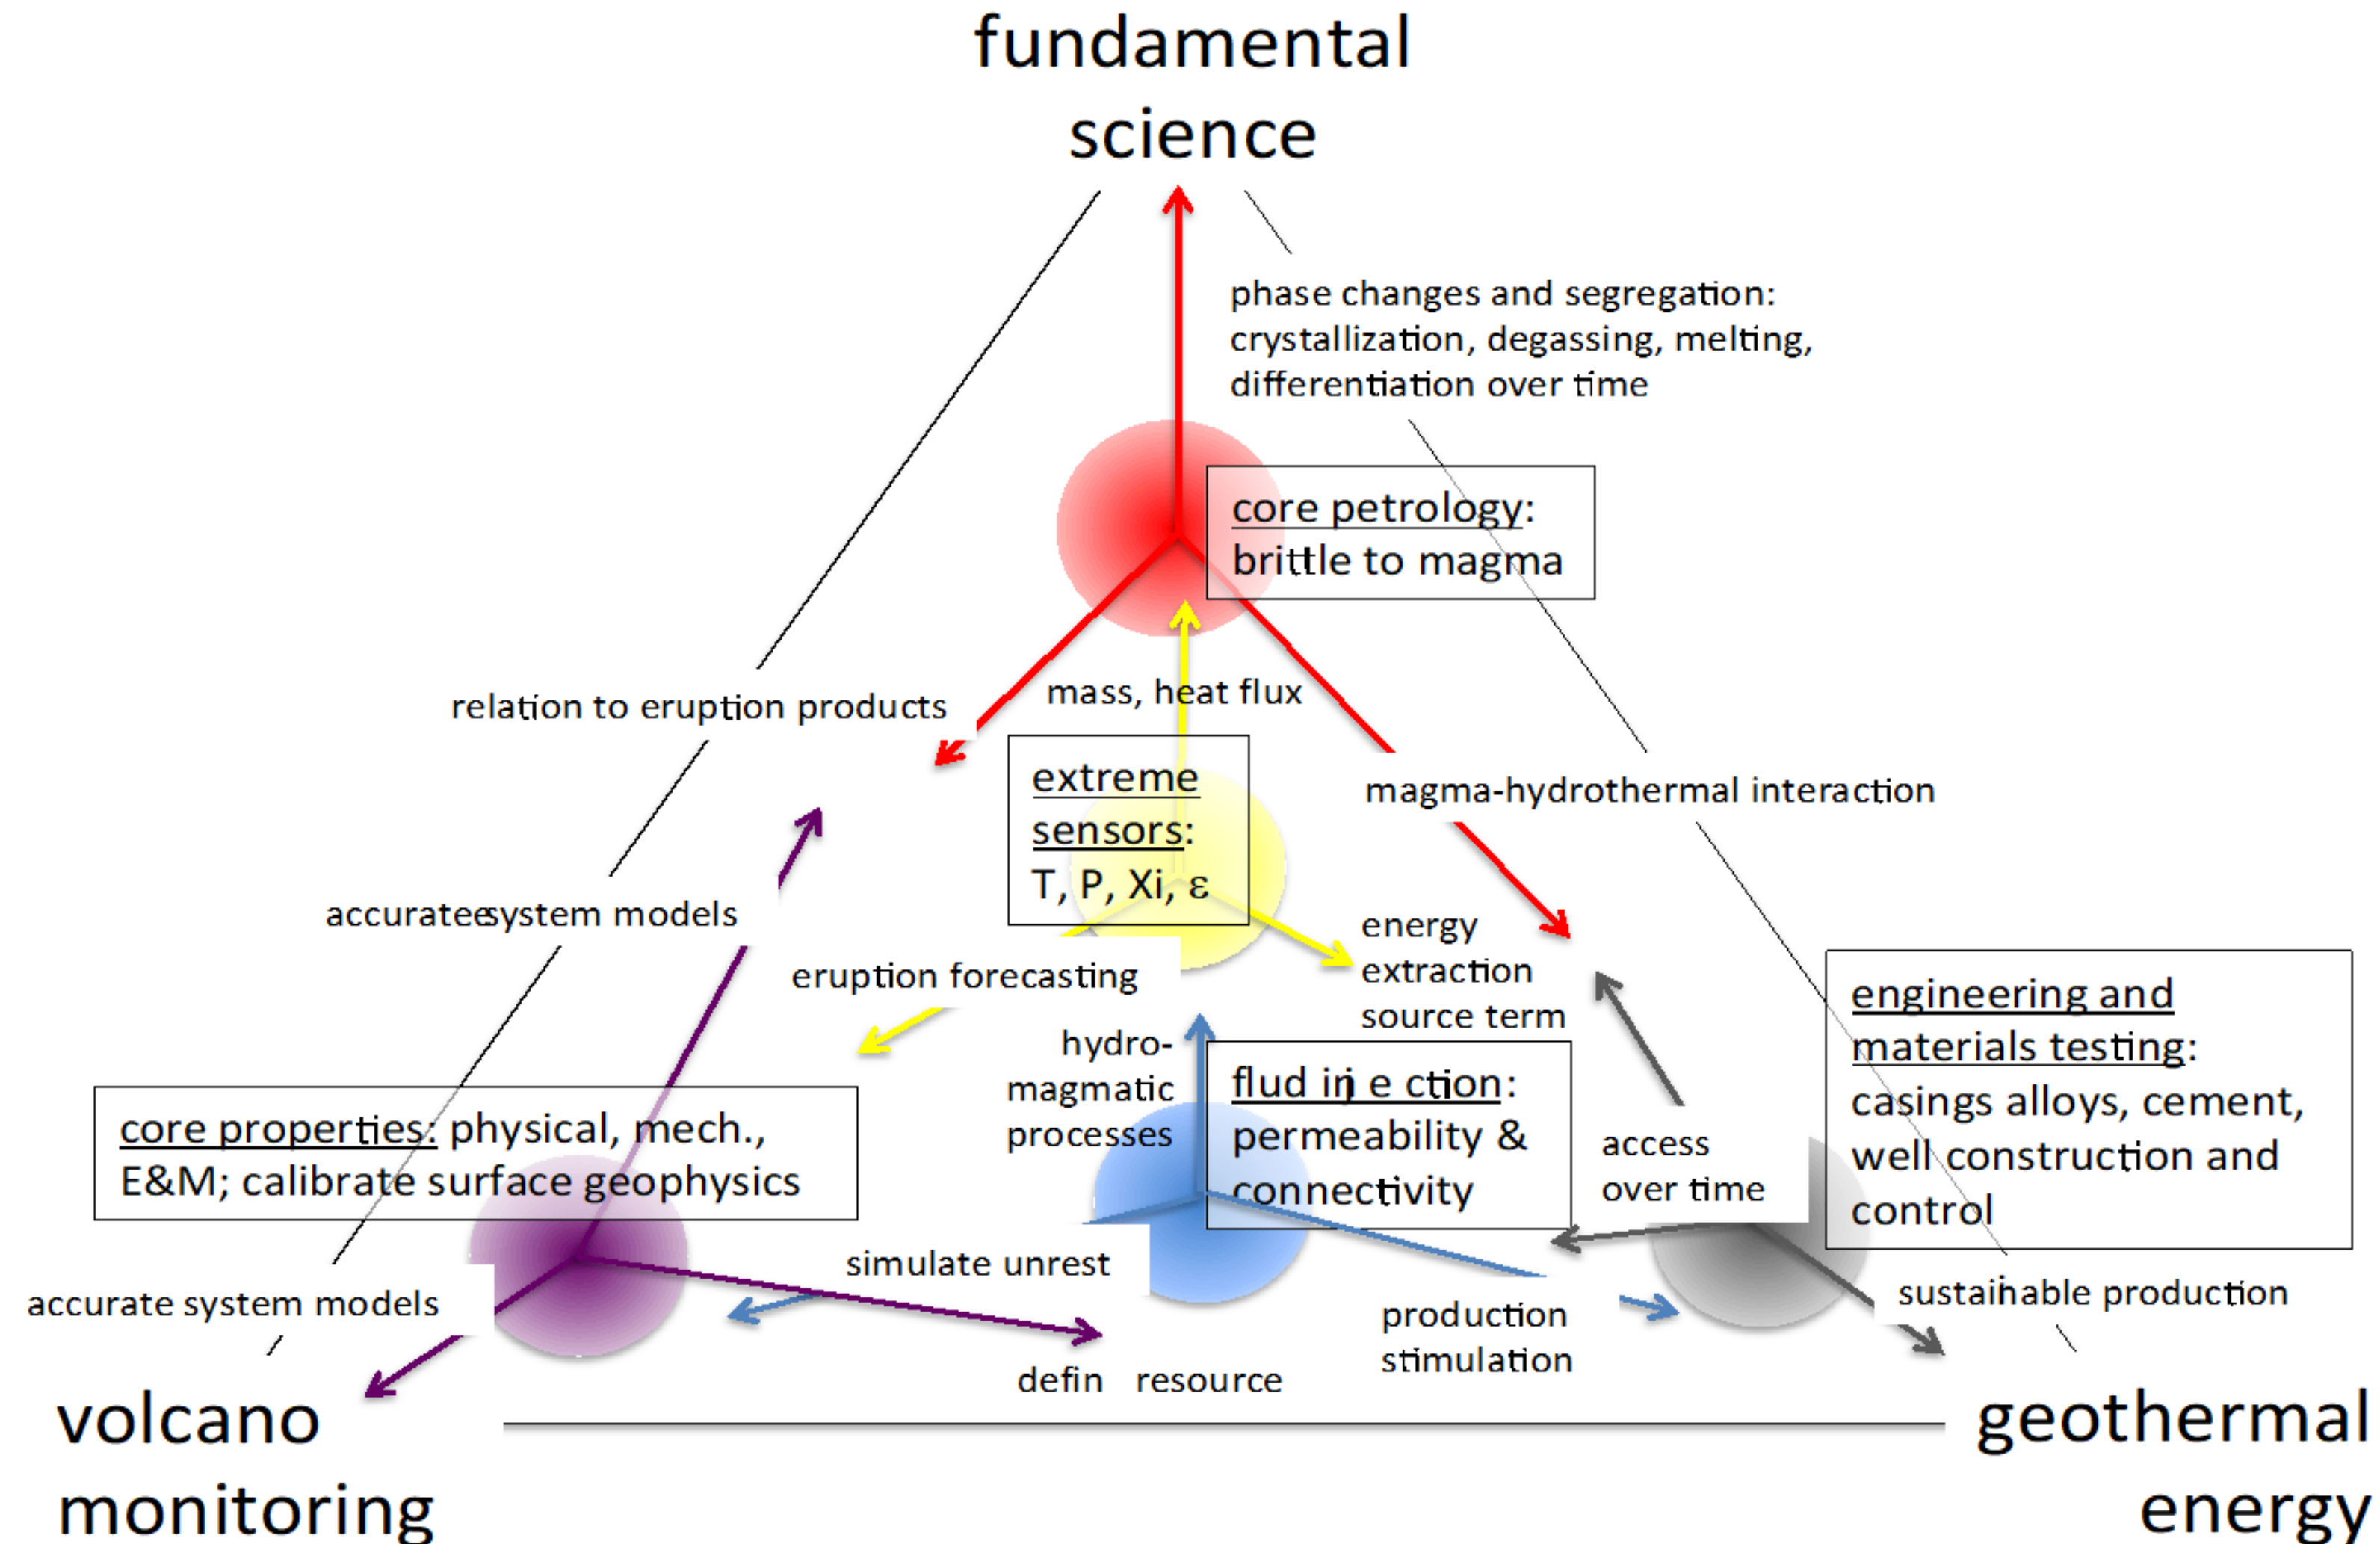 fundamental
science
phase changes and segregation:
crystallization, degassing, melting,
differentiation over time
core petrology:
brittle to magma
relation to eruption products
mass, heat flux
extreme
sensors:
T, P, Xi, ε
magma-hydrothermal interaction
accurateesystem models
eruption forecasting
energy
extraction
source term
hydro-
magmatic
processes
flud inj e ction:
permeability &
connectivity
engineering and
materials testing:
casings alloys, cement,
well construction and
control
core properties: physical, mech.,
E&M; calibrate surface geophysics
access
over time
simulate unrest
accurate system models
sustainable production
production
stimulation
defin resource
volcano
monitoring
geothermal
energy